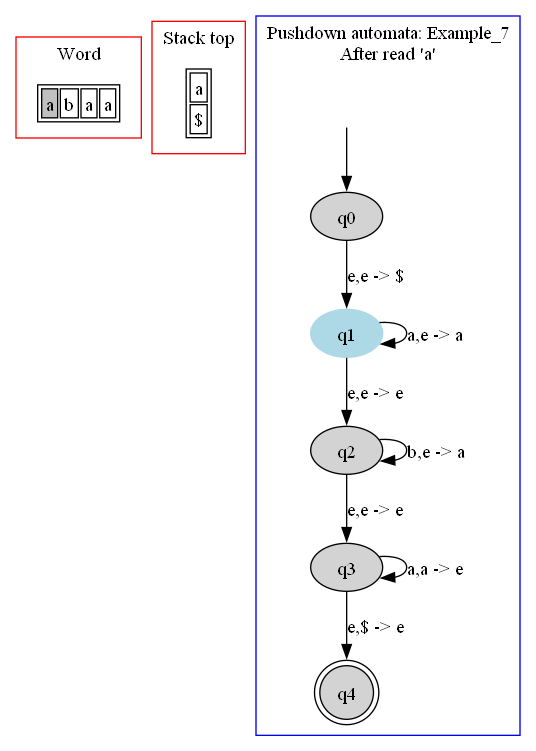 Word
a b a a
Stack top
a
$
Pushdown automata: Example_7
After read 'a'
q0
e,e -> $
q1
a,e -> a
e,e -> e
q2
b,e -> a
e,e -> e
q3
a,a -> e
e,$ -> e
q4